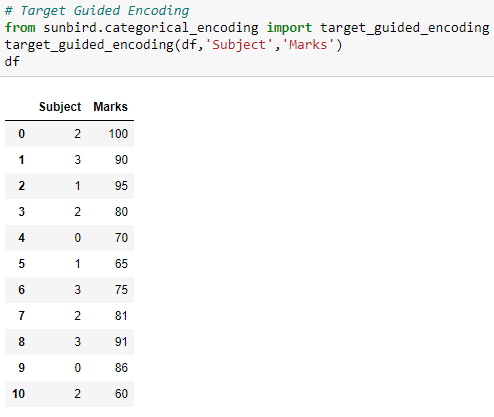 # Target Guided Encoding
from sunbird.categorical_encoding import target_guided_encoding
target_guided_encoding(df,'Subject','Marks')
df
Subject Marks
0 2 100
1 3 90
2 1 95
3 2 80
4 0 70
5 1 65
6 3 75
7 2 81
8 3 91
9 0 86
10 2 60